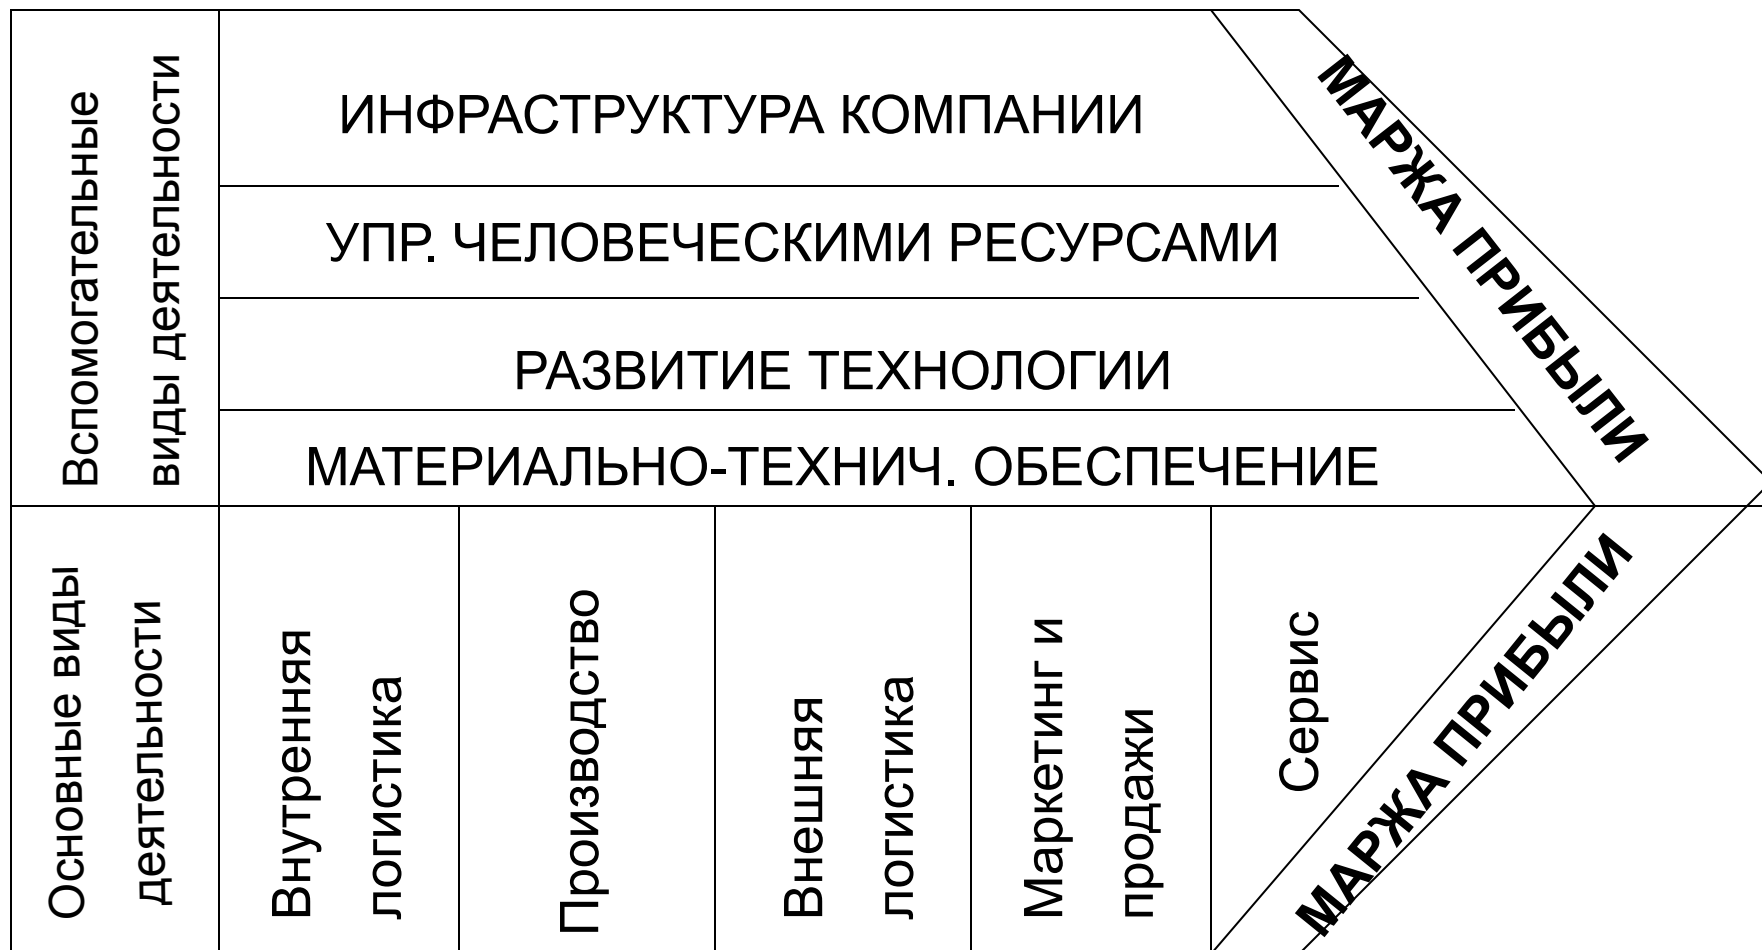 Вспомогательные
виды деятельности
ИНФРАСТРУКТУРА КОМПАНИИ
УПР. ЧЕЛОВЕЧЕСКИМИ РЕСУРСАМИ
РАЗВИТИЕ ТЕХНОЛОГИИ
МАТЕРИАЛЬНО-ТЕХНИЧ. ОБЕСПЕЧЕНИЕ
МАРЖА ПРИБЫЛИ
Основные виды
деятельности
Внутренняя
логистика
Производство
Внешняя
логистика
Маркетинг и
продажи
Сервис
МАРЖА ПРИБЫЛИ